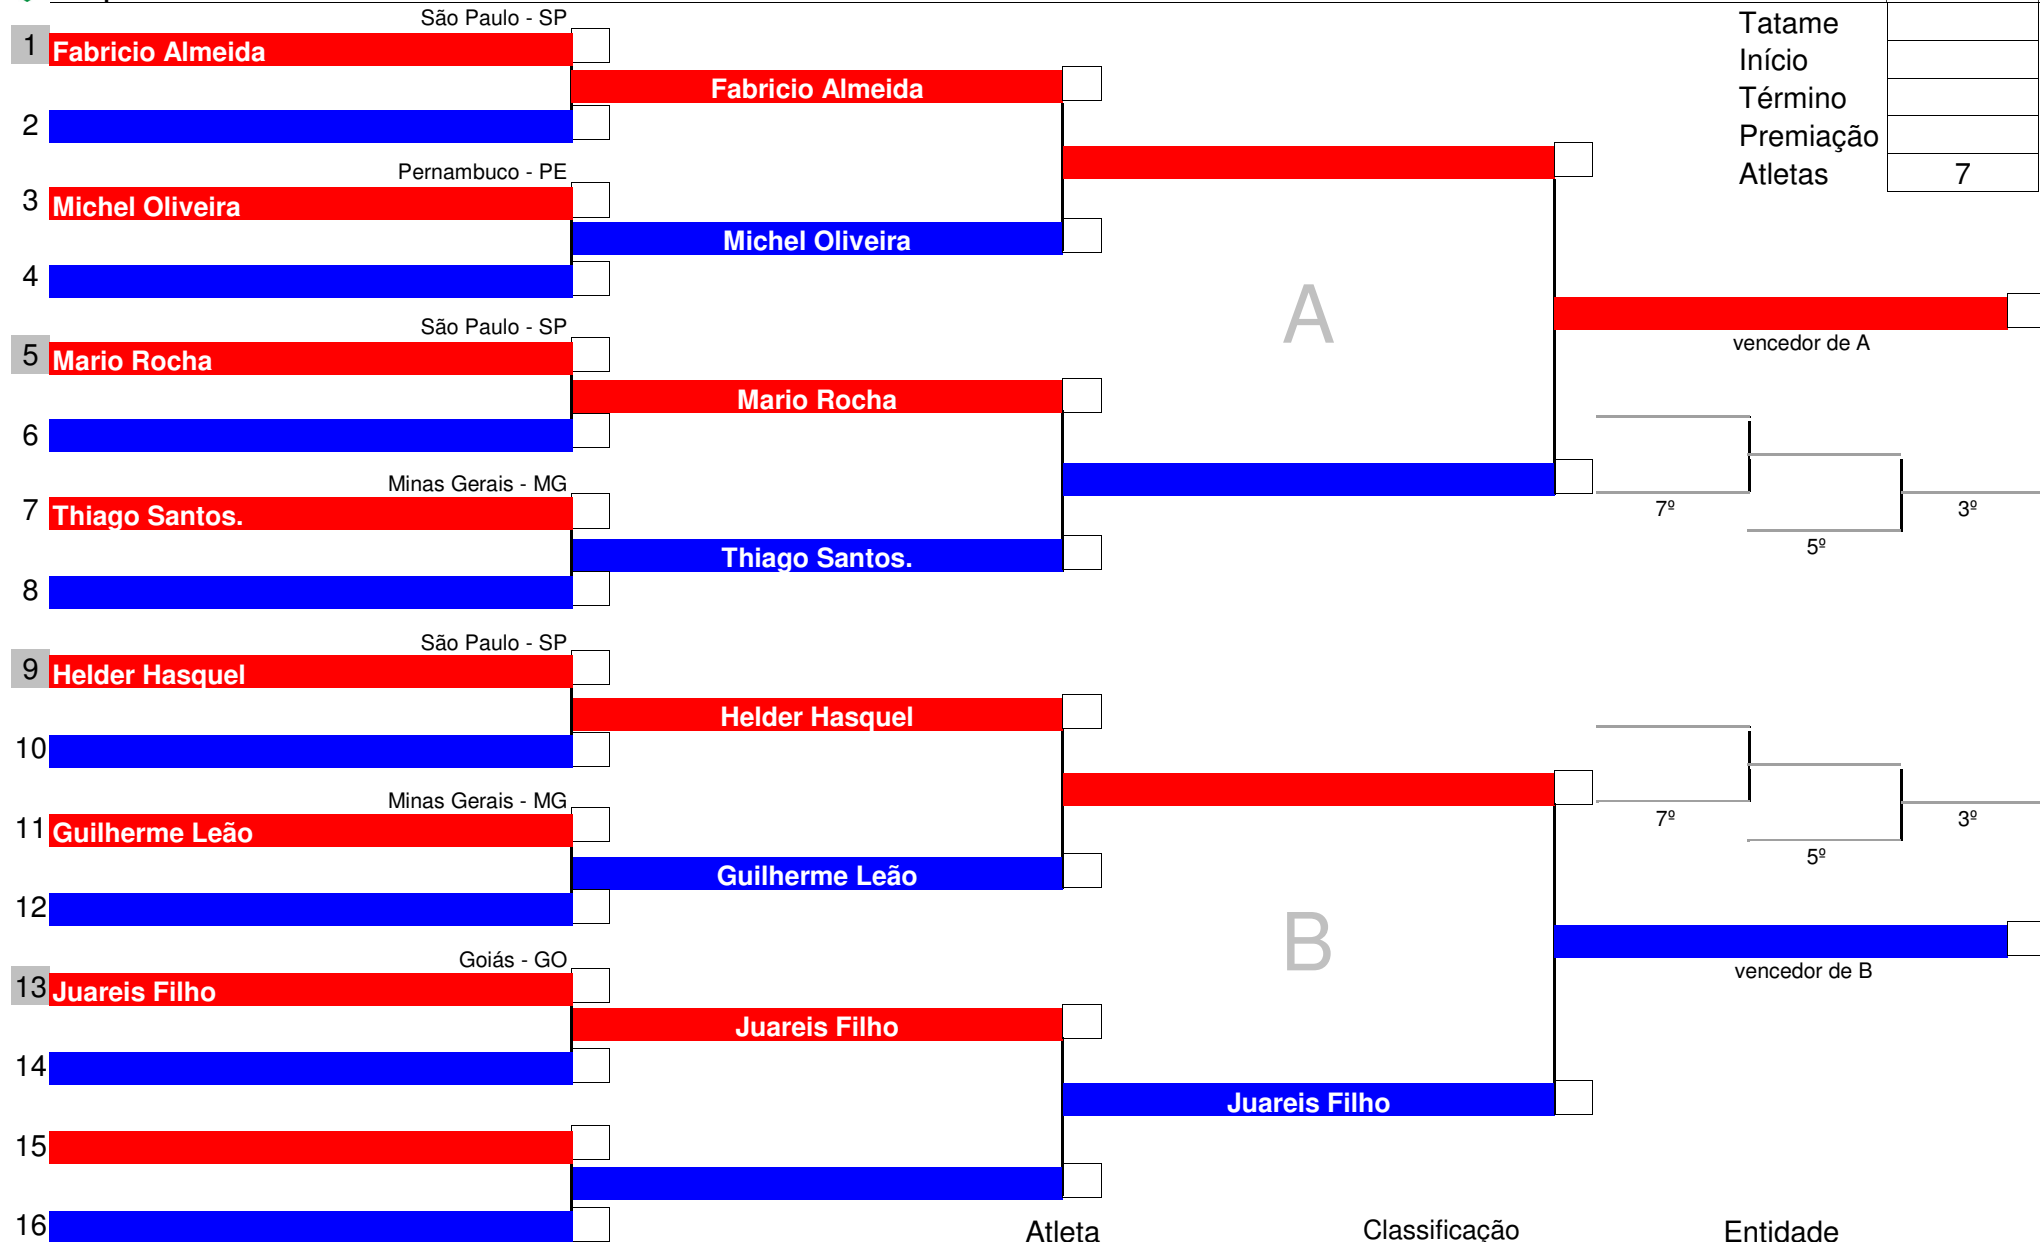 São Paulo - SP
1 Fabricio Almeida
Fabricio Almeida
2
Pernambuco - PE
3 Michel Oliveira
Michel Oliveira
4
São Paulo - SP
5 Mario Rocha
Mario Rocha
6
Minas Gerais - MG
7 Thiago Santos.
Thiago Santos.
8
São Paulo - SP
9 Helder Hasquel
Helder Hasquel
10
Minas Gerais - MG
11 Guilherme Leão
Guilherme Leão
12
Goiás - GO
13 Juareis Filho
Juareis Filho
14
Juareis Filho
15
16
A
B
Tatame
Início
Término
Premiação
Atletas 7
vencedor de A
7º
3º
5º
7º
3º
5º
vencedor de B
Atleta Classificação Entidade